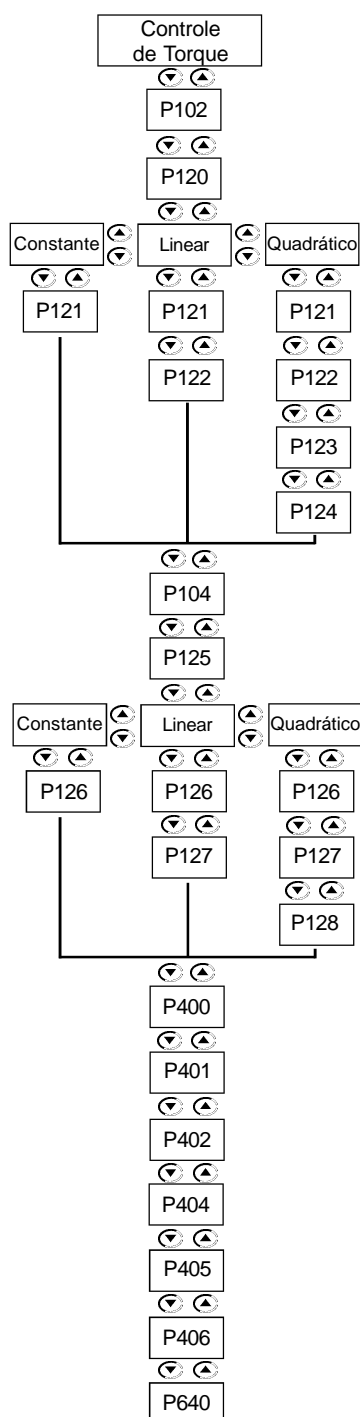 Controle
de Torque
P102
P120
Constante
Linear
Quadrático
P121
P121
P121
P122
P122
P123
P124
P104
P125
Constante
Linear
Quadrático
P126
P126
P126
P127
P127
P128
P400
P401
P402
P404
P405
P406
P640